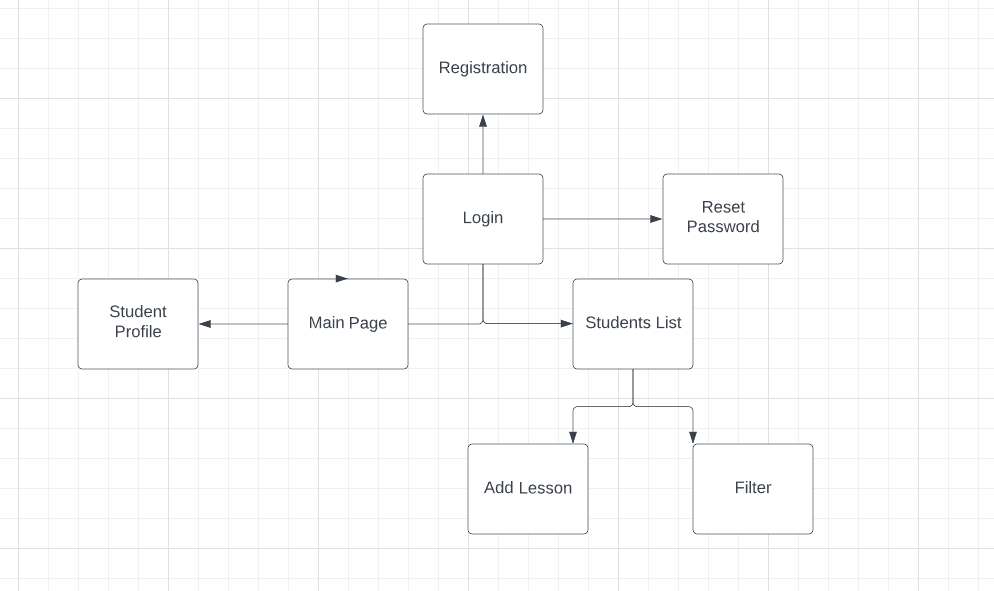 Registration
Login
Reset
Password
Student
Profile
Main Page
Students List
Add Lesson
Filter